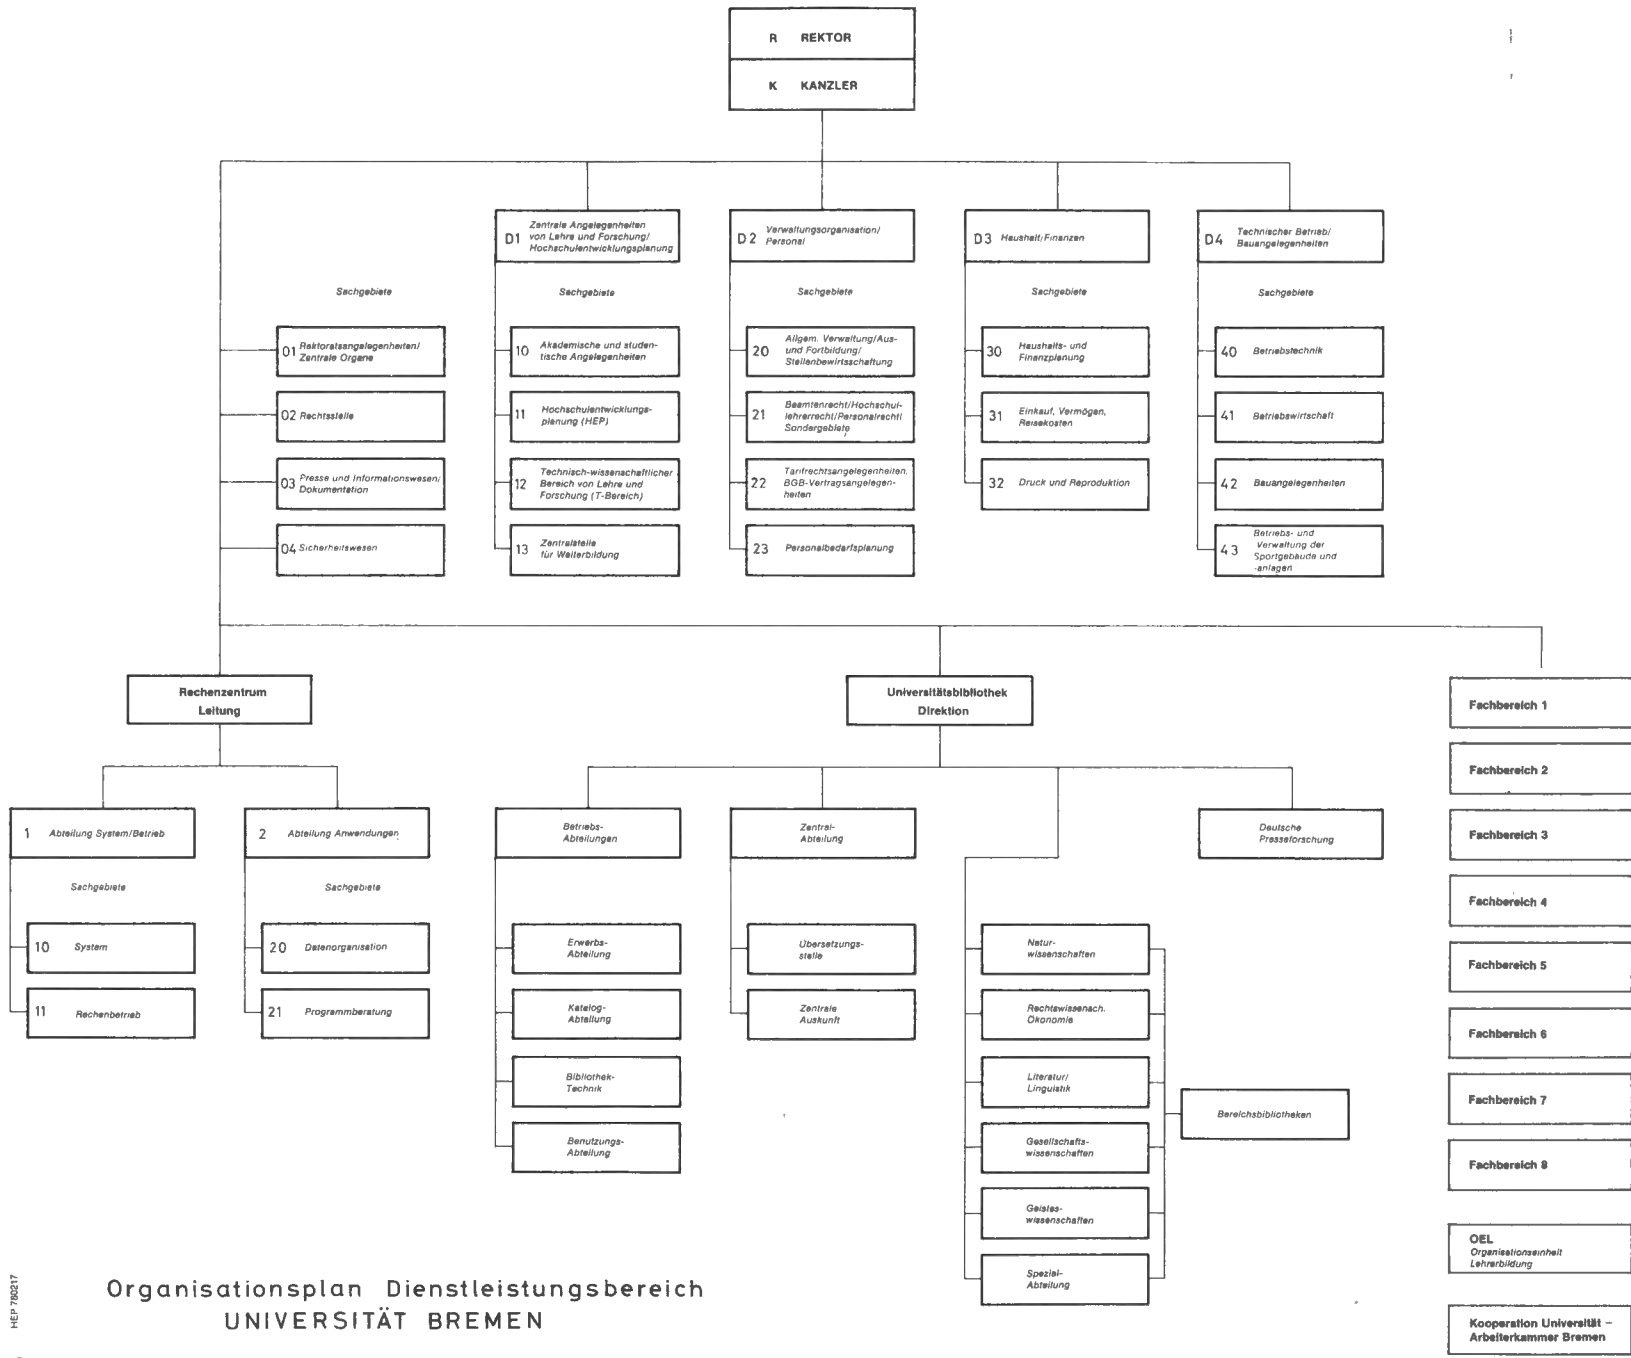 R REKTOR
K KANZLER
D1 Zentrale Angelegenheiten
von Lehre und Forschung/
Hochschulentwicklungsplanung
D2 Verwaltungsorganisation/
Personal
D3 Haushalt/Finanzen
D4 Technischer Betrieb/
Bauangelegenheiten
Sachgebiete
01 Rektoratsangelegenheiten/
Zentrale Organe
02 Rechtsstelle
03 Presse und Informationswesen/
Dokumentation
04 Sicherheitswesen
Sachgebiete
10 Akademische und studen-
tische Angelegenheiten
11 Hochschulentwicklungs-
planung (HEP)
12 Technisch-wissenschaftlicher
Bereich von Lehre und
Forschung (T-Bereich)
13 Zentralstelle
für Weiterbildung
Sachgebiete
20 Allgem. Verwaltung/Aus-
und Fortbildung/
Stellenbewirtschaftung
21 Beamtenrecht/Hochschul-
lehrerrecht/Personalrecht/
Sondergebiete
22 Tarifrechtsangelegenheiten,
BGB-Vertragsangelegen-
heiten
23 Personalbedarfsplanung
Sachgebiete
30 Haushalts- und
Finanzplanung
31 Einkauf, Vermögen,
Reisekosten
32 Druck und Reproduktion
Sachgebiete
40 Betriebstechnik
41 Betriebswirtschaft
42 Bauangelegenheiten
43 Betriebs- und
Verwaltung der
Sportgebäude und
-anlagen
Rechenzentrum
Leitung
Universitätsbibliothek
Direktion
1 Abteilung System/Betrieb
Sachgebiete
10 System
11 Rechenbetrieb
2 Abteilung Anwendungen
Sachgebiete
20 Datenorganisation
21 Programmberatung
Betriebs-
Abteilungen
Erwerbs-
Abteilung
Katalog-
Abteilung
Bibliothek-
Technik
Benutzungs-
Abteilung
Zentral-
Abteilung
Übersetzungs-
stelle
Zentrale
Auskunft
Natur-
wissenschaften
Rechtswissensch.
Ökonomie
Literatur/
Linguistik
Gesellschafts-
wissenschaften
Geistes-
wissenschaften
Spezial-
Abteilung
Bereichsbibliotheken
Deutsche
Presseforschung
Fachbereich 1
Fachbereich 2
Fachbereich 3
Fachbereich 4
Fachbereich 5
Fachbereich 6
Fachbereich 7
Fachbereich 8
OEL
Organisationseinheit
Lehrerbildung
Kooperation Universität –
Arbeiterkammer Bremen
Organisationsplan Dienstleistungsbereich
UNIVERSITÄT BREMEN
HEP 780217